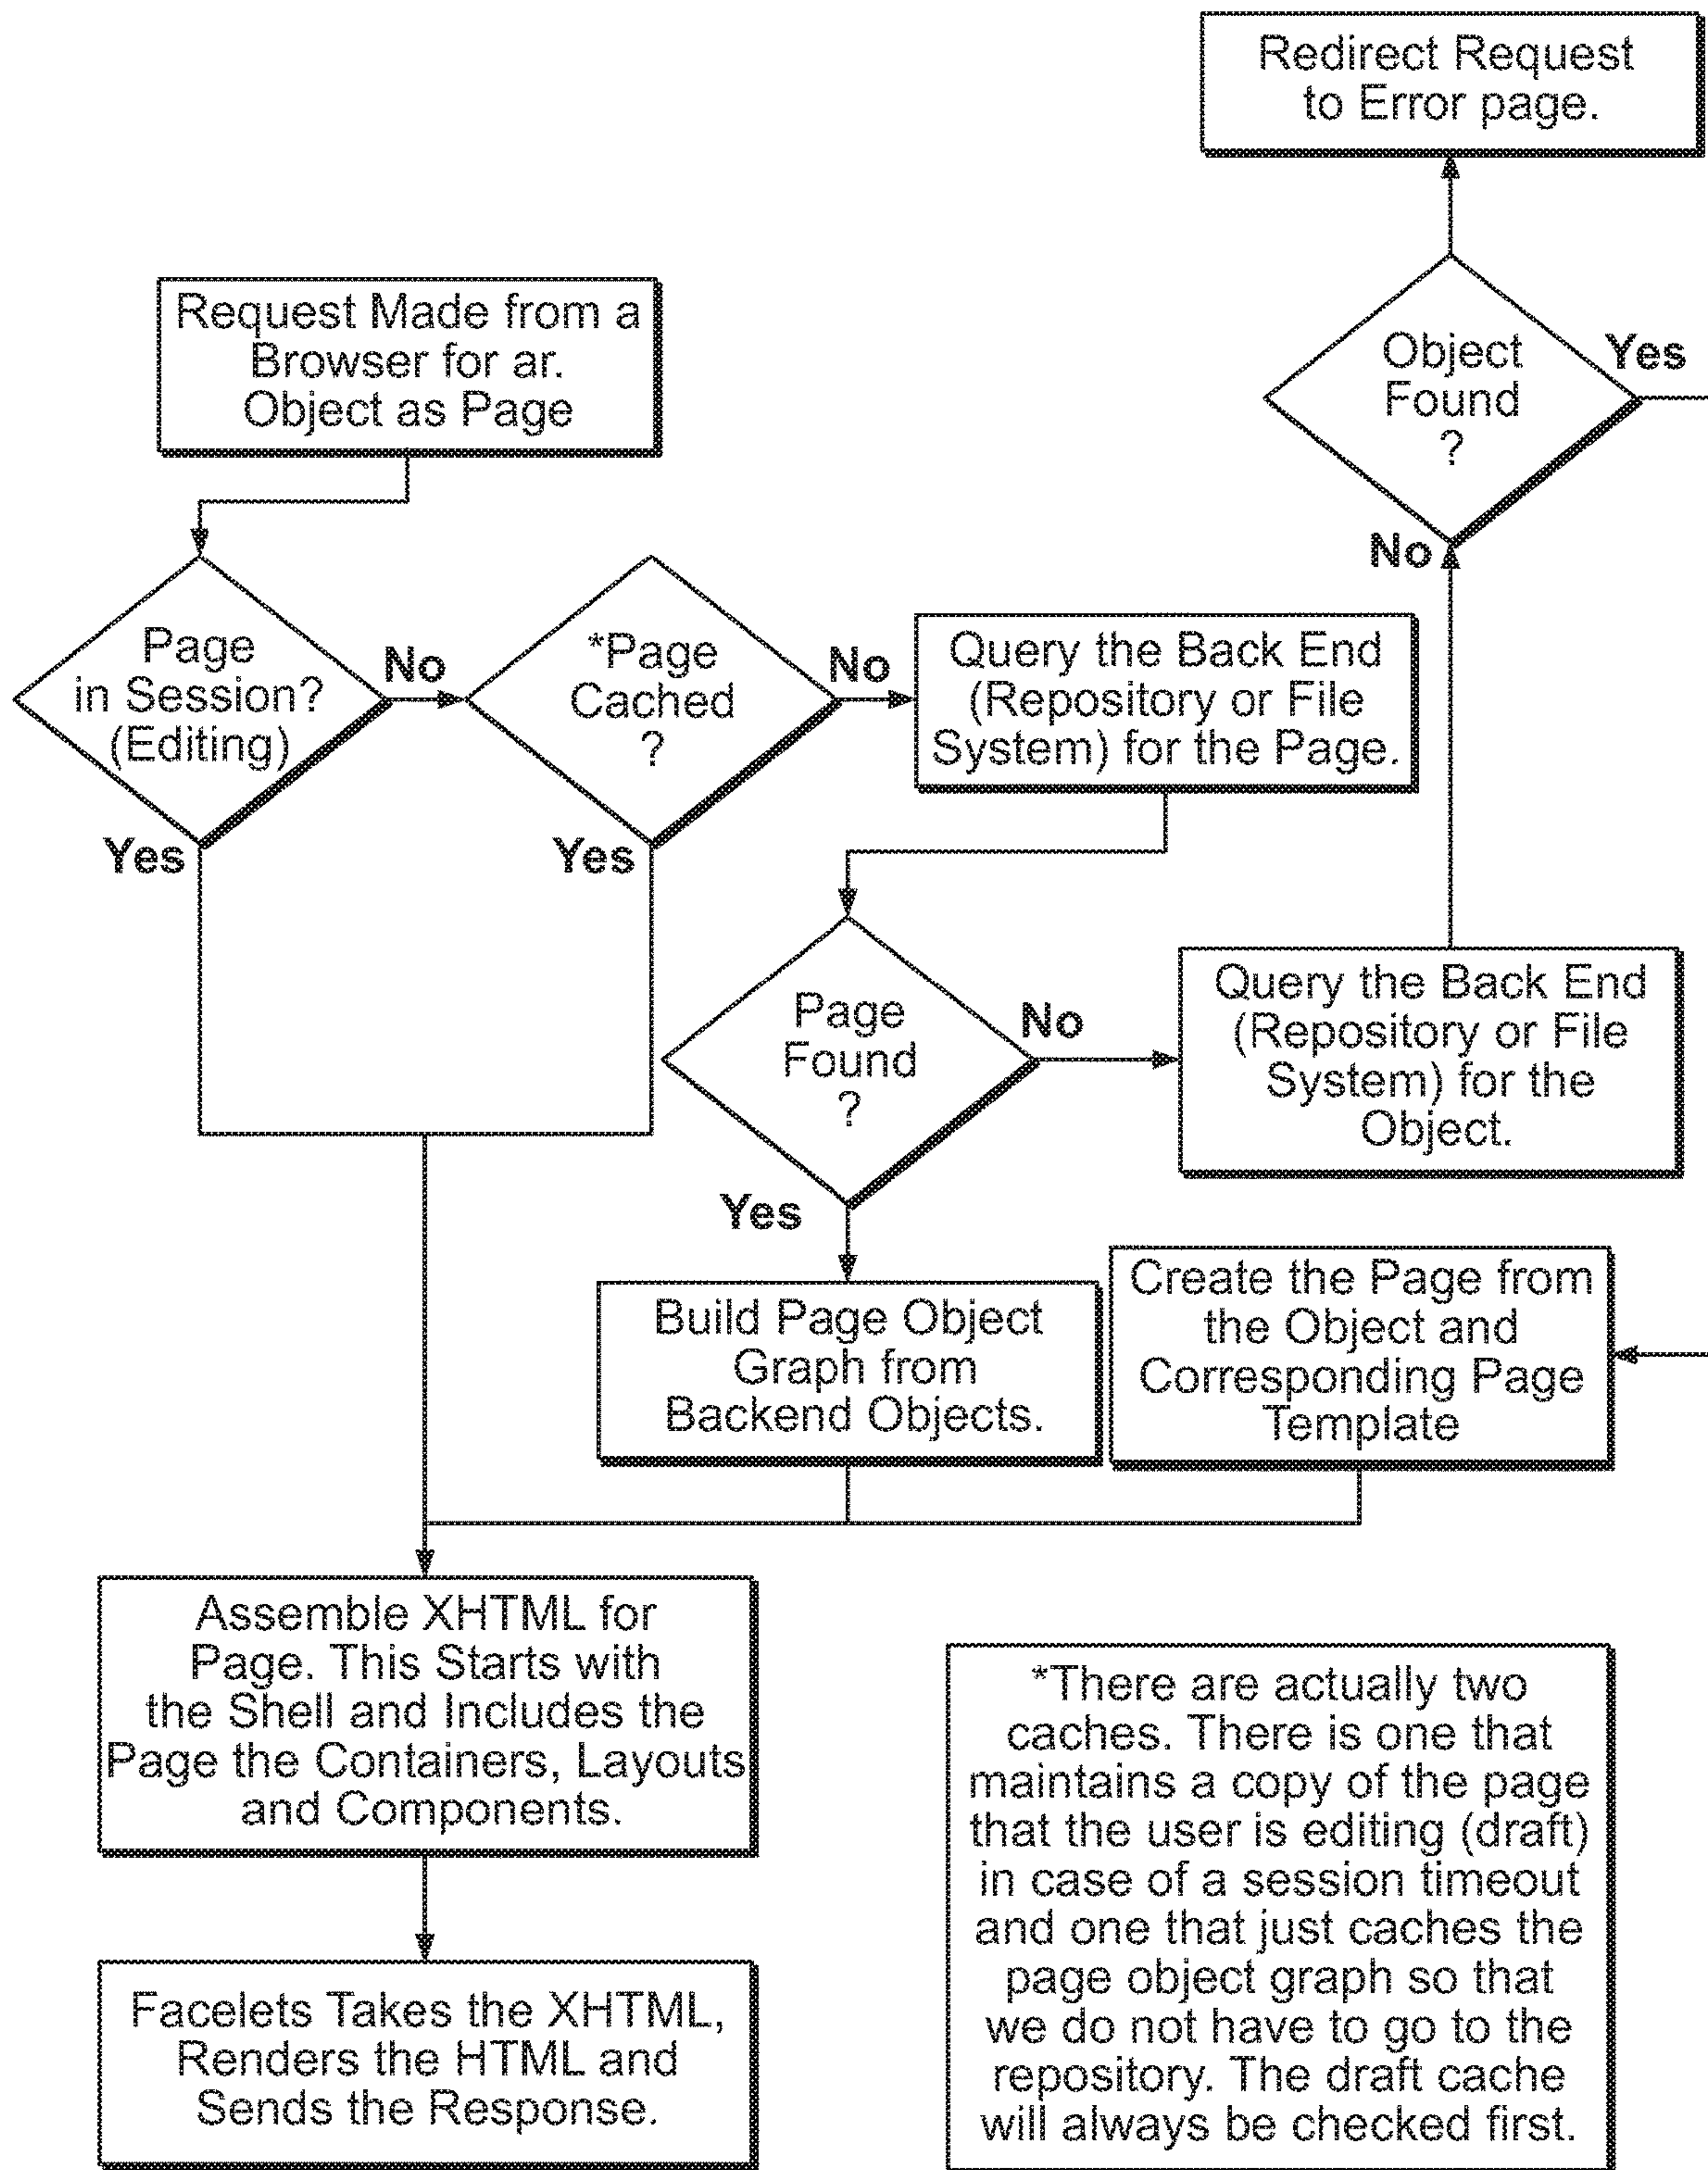 Redirect Request
to Error page.
Request Made from a
Browser for ar.
Object as Page
Object
Found
?
Yes
No
Page
in Session?
(Editing)
No
Yes
*Page
Cached
?
No
Yes
Query the Back End
(Repository or File
System) for the Page.
Page
Found
?
No
Yes
Query the Back End
(Repository or File
System) for the
Object.
Build Page Object
Graph from
Backend Objects.
Create the Page from
the Object and
Corresponding Page
Template
Assemble XHTML for
Page. This Starts with
the Shell and Includes the
Page the Containers, Layouts
and Components.
Facelets Takes the XHTML,
Renders the HTML and
Sends the Response.
*There are actually two
caches. There is one that
maintains a copy of the page
that the user is editing (draft)
in case of a session timeout
and one that just caches the
page object graph so that
we do not have to go to the
repository. The draft cache
will always be checked first.